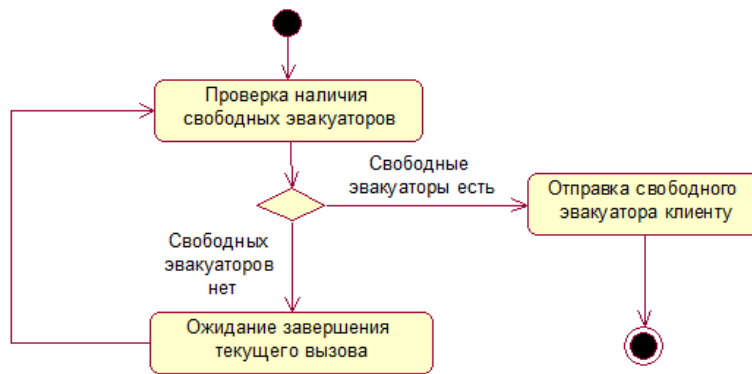 Проверка наличия
свободных эвакуаторов
Свободные
эвакуаторы есть
Отправка свободного
эвакуатора клиенту
Свободных
эвакуаторов
нет
Ожидание завершения
текущего вызова